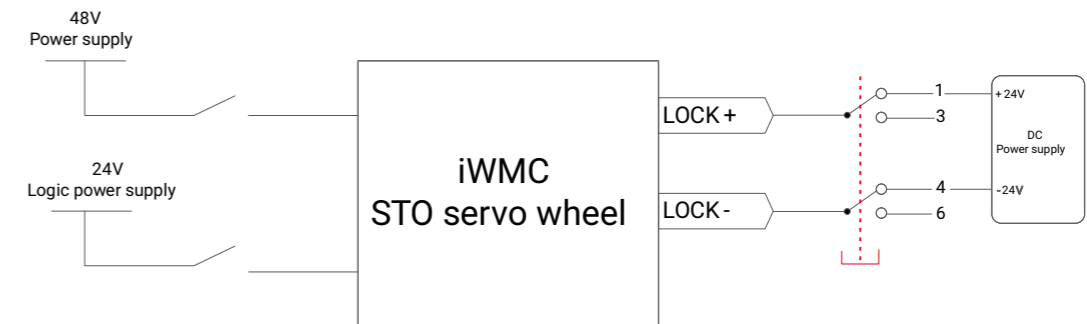 48V
Power supply
24V
Logic power supply
iWMC
STO servo wheel
LOCK +
LOCK -
1
3
4
6
+24V
DC
Power supply
-24V